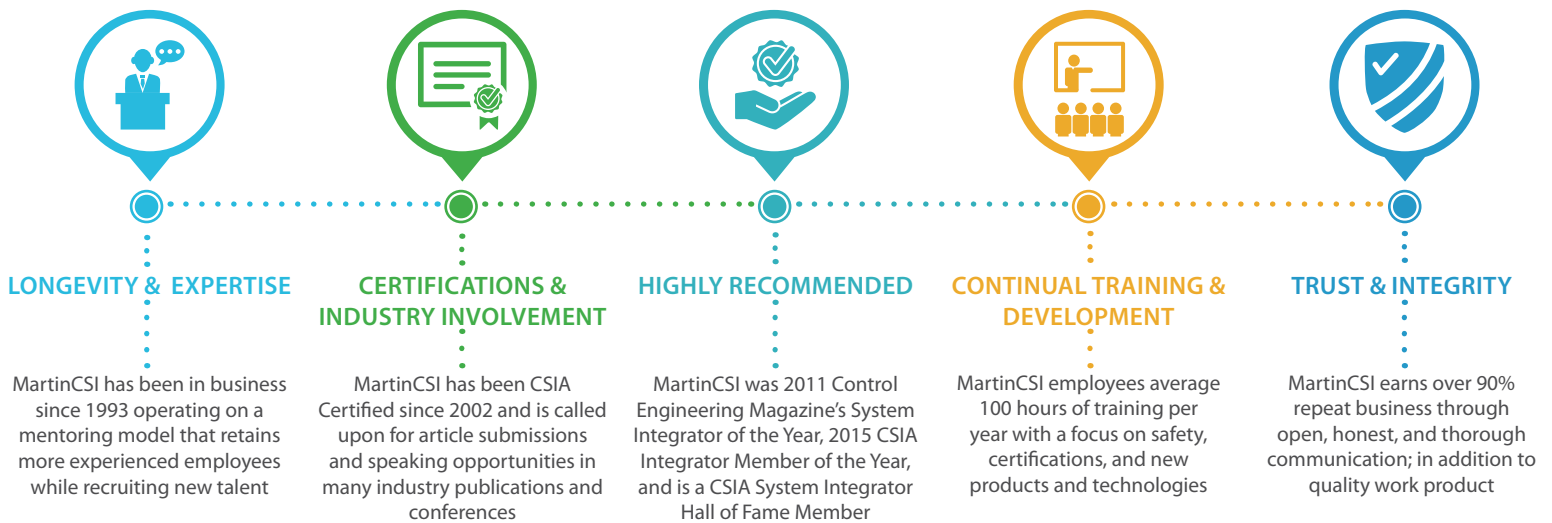 LONGEVITY & EXPERTISE
MartinCSI has been in business
since 1993 operating on a
mentoring model that retains
more experienced employees
while recruiting new talent
CERTIFICATIONS &
INDUSTRY INVOLVEMENT
MartinCSI has been CSIA
Certified since 2002 and is called
upon for article submissions
and speaking opportunities in
many industry publications and
conferences
HIGHLY RECOMMENDED
MartinCSI was 2011 Control
Engineering Magazine’s System
Integrator of the Year, 2015 CSIA
Integrator Member of the Year,
and is a CSIA System Integrator
Hall of Fame Member
CONTINUAL TRAINING &
DEVELOPMENT
MartinCSI employees average
100 hours of training per
year with a focus on safety,
certifications, and new
products and technologies
TRUST & INTEGRITY
MartinCSI earns over 90%
repeat business through
open, honest, and thorough
communication; in addition to
quality work product